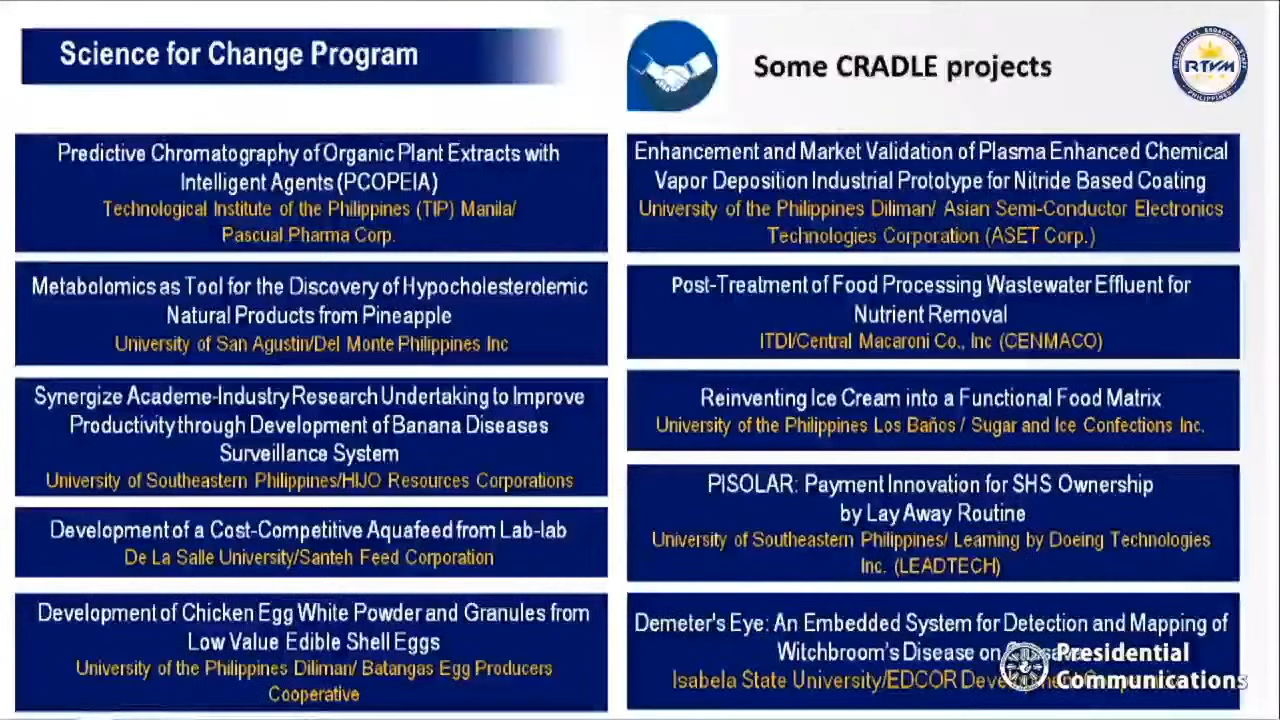 Science for Change Program
Some CRADLE projects
RTVM
Predictive Chromatography of Organic Plant Extracts with
Intelligent Agents (PCOPEIA)
Technological Institute of the Philippines (TIP) Manila/
Pascual Pharma Corp.
Metabolomics as Tool for the Discovery of Hypocholesterolemic
Natural Products from Pineapple
University of San Agustin/Del Monte Philippines Inc
Synergize Academe-Industry Research Undertaking to Improve
Productivity through Development of Banana Diseases
Surveillance System
University of Southeastern Philippines/HIJO Resources Corporations
Development of a Cost-Competitive Aquafeed from Lab-lab
De La Salle University/Santeh Feed Corporation
Development of Chicken Egg White Powder and Granules from
Low Value Edible Shell Eggs
University of the Philippines Diliman/ Batangas Egg Producers
Cooperative
Enhancement and Market Validation of Plasma Enhanced Chemical
Vapor Deposition Industrial Prototype for Nitride Based Coating
University of the Philippines Diliman/ Asian Semi-Conductor Electronics
Technologies Corporation (ASET Corp.)
Post-Treatment of Food Processing Wastewater Effluent for
Nutrient Removal
ITDI/Central Macaroni Co., Inc (CENMACO)
Reinventing Ice Cream into a Functional Food Matrix
University of the Philippines Los Baños / Sugar and Ice Confections Inc.
PISOLAR: Payment Innovation for SHS Ownership
by Lay Away Routine
University of Southeastern Philippines/ Learning by Doeing Technologies
Inc. (LEADTECH)
Demeter's Eye: An Embedded System for Detection and Mapping of
Witchbroom's Disease on
Isabela State University/EDCOR
Presidential
Communications